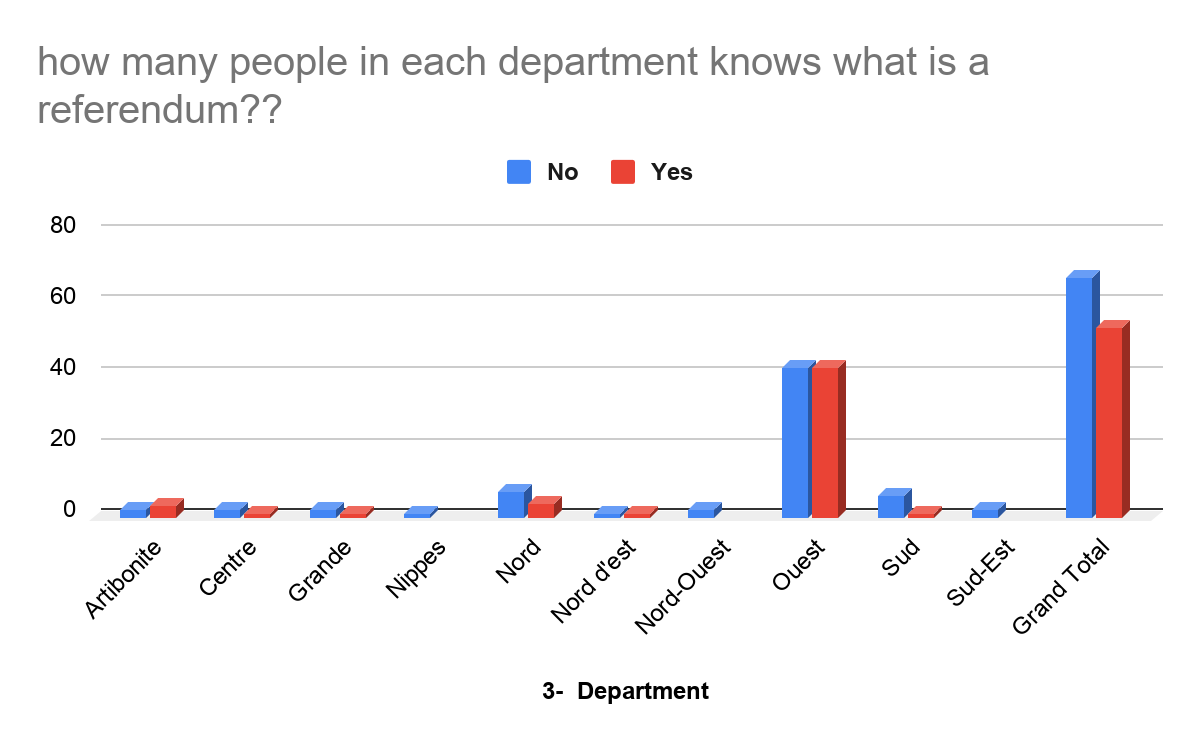 how many people in each department knows what is a
referendum??
No Yes
80
60
40
20
0
Artibonite
Centre
Grande
Nippes
Nord
Nord d'est
Nord-Ouest
Ouest
Sud
Sud-Est
Grand Total
3- Department